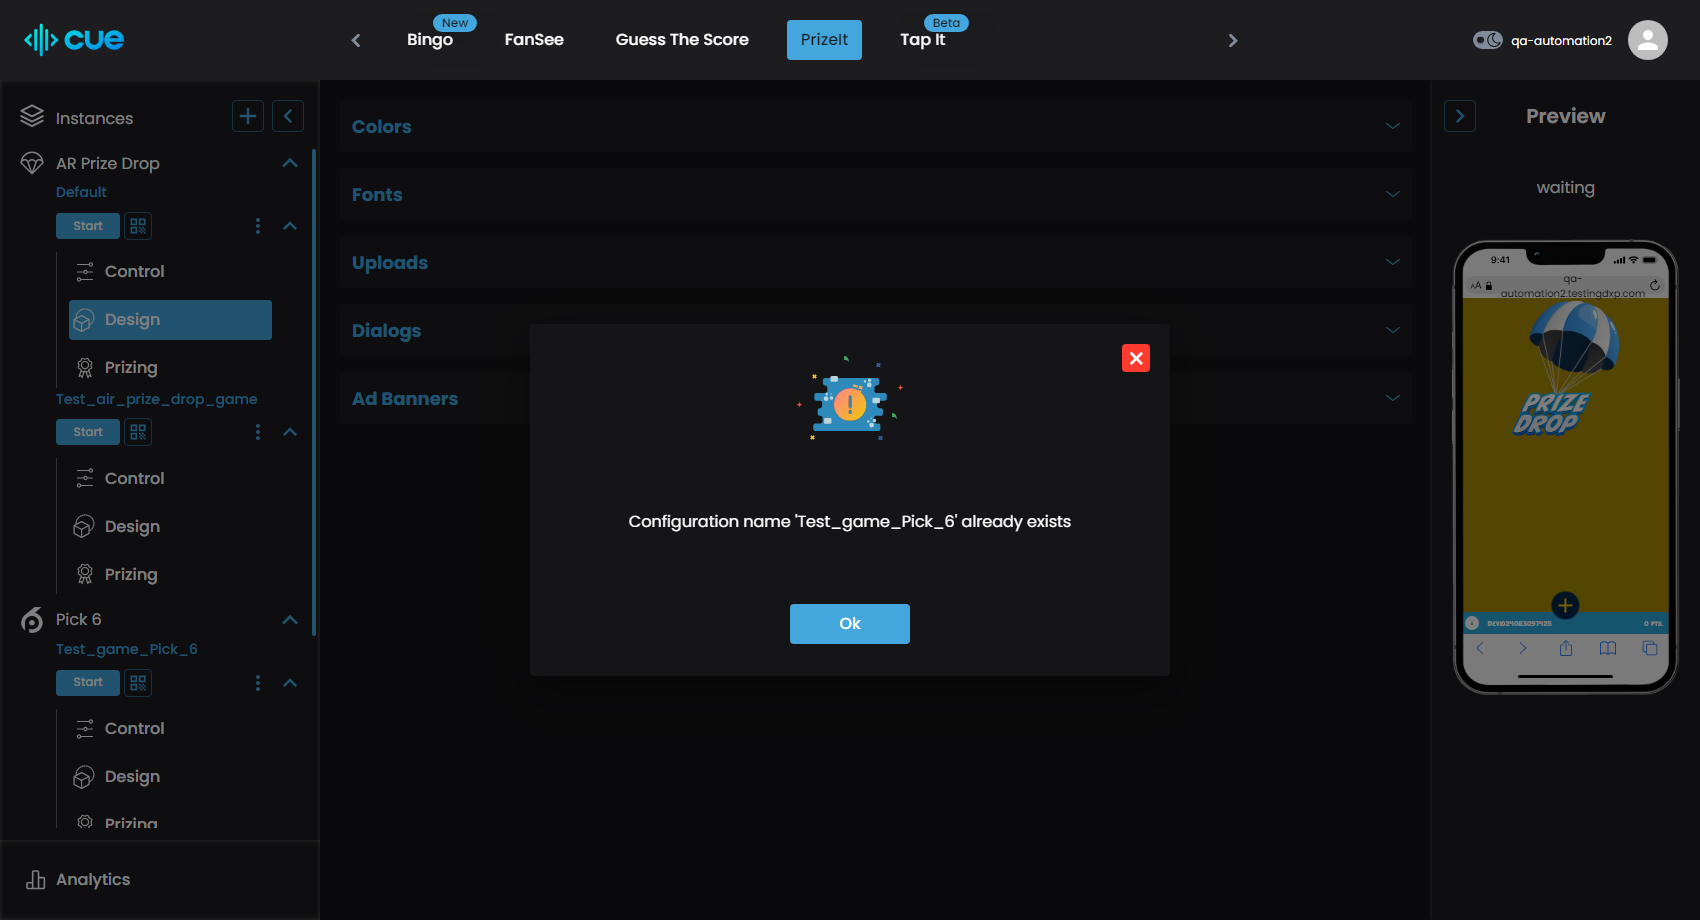 cue
Bingo
New
FanSee
Guess The Score
PrizeIt
Tap It
Beta
qa-automation2
Instances
AR Prize Drop
Default
Start
Control
Design
Prizing
Test_air_prize_drop_game
Start
Control
Design
Prizing
Pick 6
Test_game_Pick_6
Start
Control
Design
Prizing
Analytics
Colors
Fonts
Uploads
Dialogs
Ad Banners
Configuration name 'Test_game_Pick_6' already exists
Ok
Preview
waiting
9:41
AA
qa-
automation2.testingdxp.com
PRIZE
DROP
0 PTS.